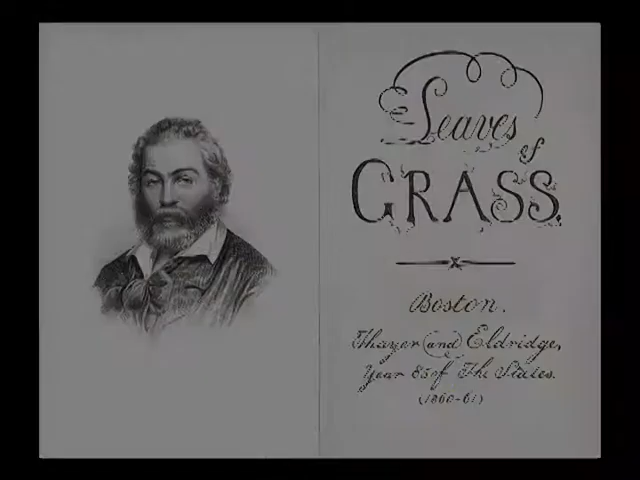 Leaves
of
GRASS.
Boston.
Thayer and Eldridge,
Year 85 of The States.
(1860-61)